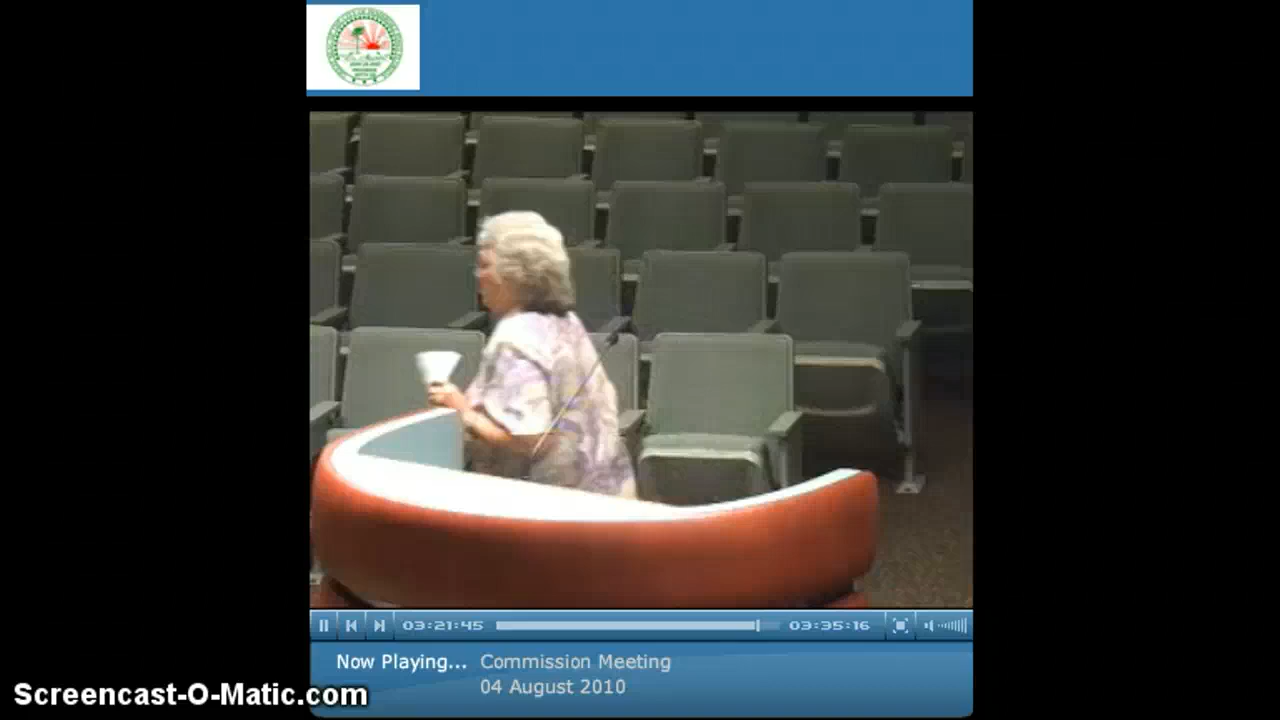 03:21:45
03:35:16
Now Playing... Commission Meeting
04 August 2010
Screencast-O-Matic.com